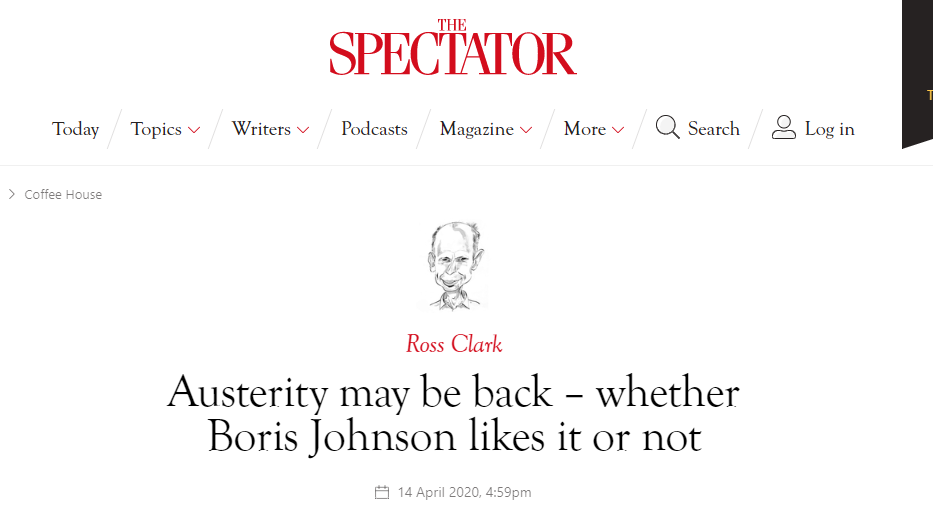 THE
SPECTATOR
Today
Topics
Writers
Podcasts
Magazine
More
Search
Log in
T
Coffee House
Ross Clark
Austerity may be back – whether
Boris Johnson likes it or not
14 April 2020, 4:59pm